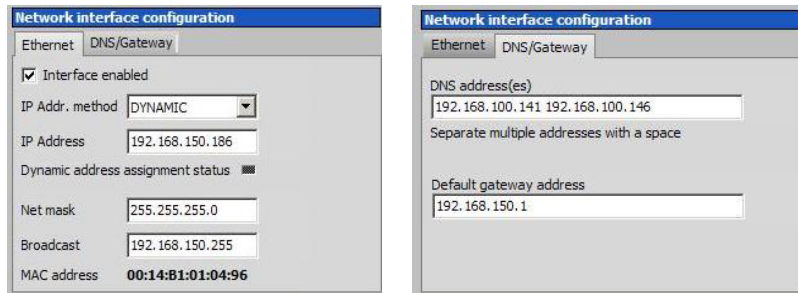 Network interface configuration
Ethernet DNS/Gateway
Interface enabled
IP Addr. method DYNAMIC
IP Address 192.168.150.186
Dynamic address assignment status
Net mask 255.255.255.0
Broadcast 192.168.150.255
MAC address 00:14:B1:01:04:96
Network interface configuration
Ethernet DNS/Gateway
DNS address(es)
192.168.100.141 192.168.100.146
Separate multiple addresses with a space
Default gateway address
192.168.150.1